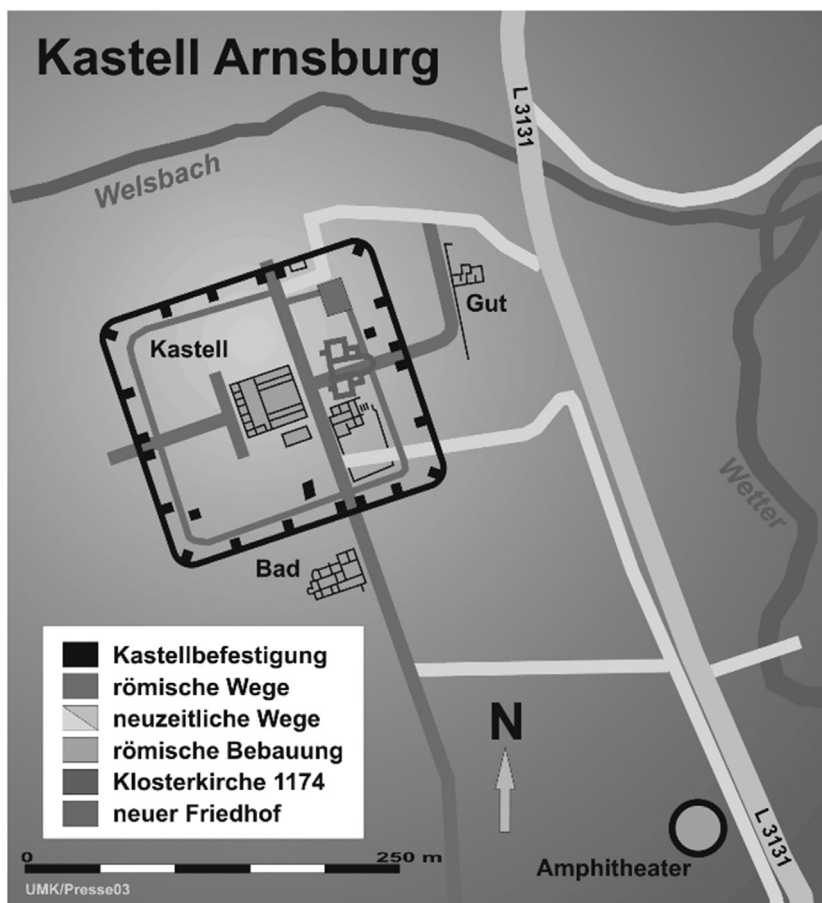 Kastell Arnsburg
L 3131
Welsbach
Gut
Kastell
Wetter
Bad
Kastellbefestigung
römische Wege
neuzeitliche Wege
römische Bebauung
Klosterkirche 1174
neuer Friedhof
N
0 250 m
Amphitheater
L 3131
UMK/Presse03